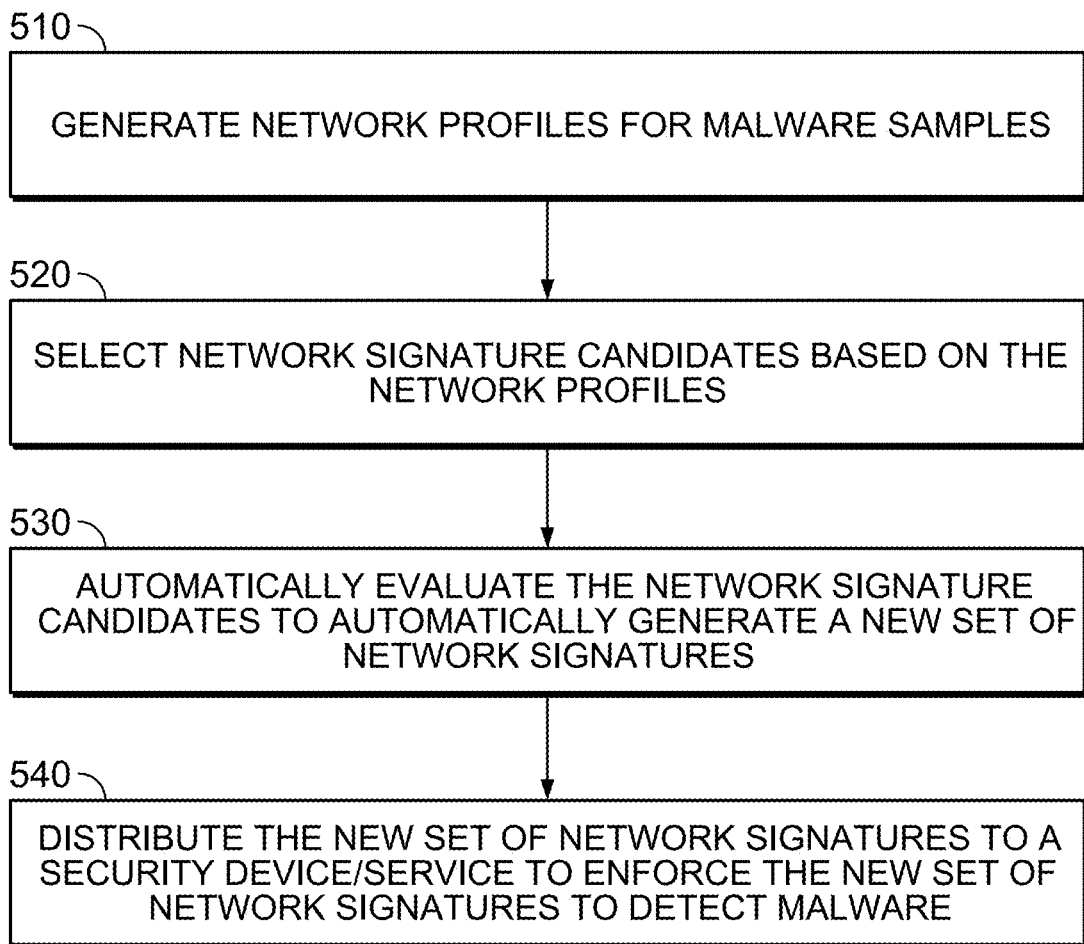 510
GENERATE NETWORK PROFILES FOR MALWARE SAMPLES
520
SELECT NETWORK SIGNATURE CANDIDATES BASED ON THE
NETWORK PROFILES
530
AUTOMATICALLY EVALUATE THE NETWORK SIGNATURE
CANDIDATES TO AUTOMATICALLY GENERATE A NEW SET OF
NETWORK SIGNATURES
540
DISTRIBUTE THE NEW SET OF NETWORK SIGNATURES TO A
SECURITY DEVICE/SERVICE TO ENFORCE THE NEW SET OF
NETWORK SIGNATURES TO DETECT MALWARE